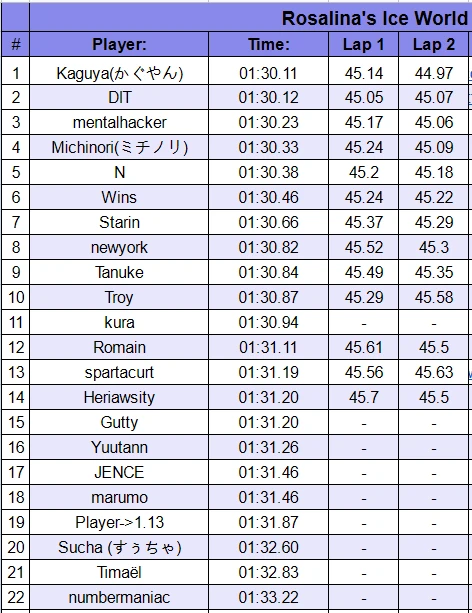 Rosalina's Ice World
# Player: Time: Lap 1 Lap 2
1 Kaguya(かぐやん) 01:30.11 45.14 44.97
2 DIT 01:30.12 45.05 45.07
3 mentalhacker 01:30.23 45.17 45.06
4 Michinori(ミチノリ) 01:30.33 45.24 45.09
5 N 01:30.38 45.2 45.18
6 Wins 01:30.46 45.24 45.22
7 Starin 01:30.66 45.37 45.29
8 newyork 01:30.82 45.52 45.3
9 Tanuke 01:30.84 45.49 45.35
10 Troy 01:30.87 45.29 45.58
11 kura 01:30.94 - -
12 Romain 01:31.11 45.61 45.5
13 spartacurt 01:31.19 45.56 45.63
14 Heriawsity 01:31.20 45.7 45.5
15 Gutty 01:31.20 - -
16 Yuutann 01:31.26 - -
17 JENCE 01:31.46 - -
18 marumo 01:31.46 - -
19 Player->1.13 01:31.87 - -
20 Sucha (すぅちゃ) 01:32.60 - -
21 Timaël 01:32.83 - -
22 numbermaniac 01:33.22 - -